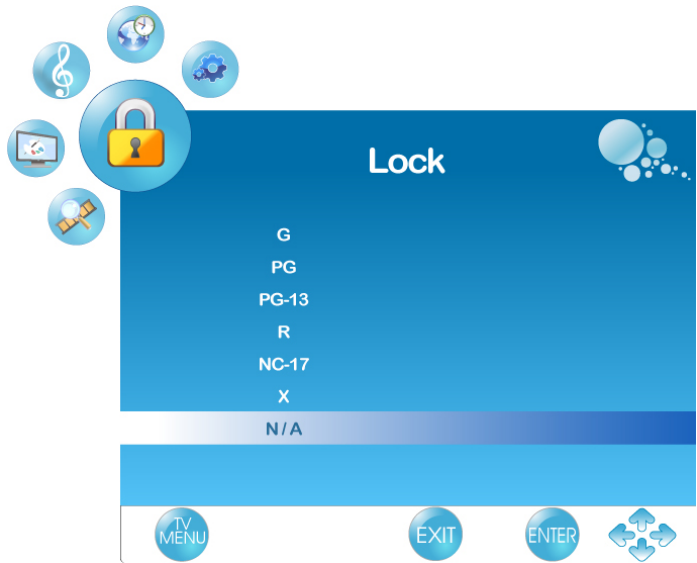 Lock
G
PG
PG-13
R
NC-17
X
N/A
TV
MENU
EXIT
ENTER